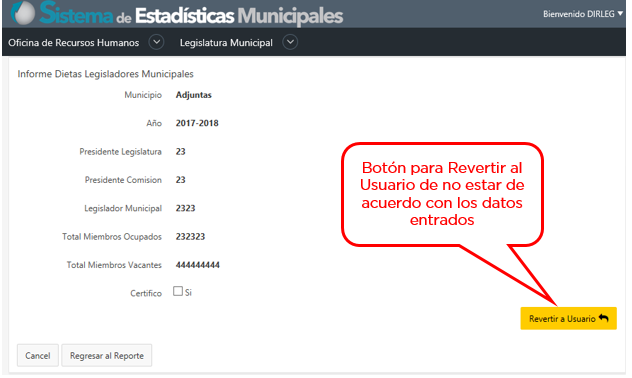 Sistema de Estadísticas Municipales
Bienvenido DIRLEG
Oficina de Recursos Humanos Legislatura Municipal
Informe Dietas Legisladores Municipales
Municipio Adjuntas
Año 2017-2018
Presidente Legislatura 23
Presidente Comision 23
Legislador Municipal 2323
Total Miembros Ocupados 232323
Total Miembros Vacantes 444444444
Certifico Si
Botón para Revertir al
Usuario de no estar de
acuerdo con los datos
entrados
Revertir a Usuario
Cancel Regresar al Reporte